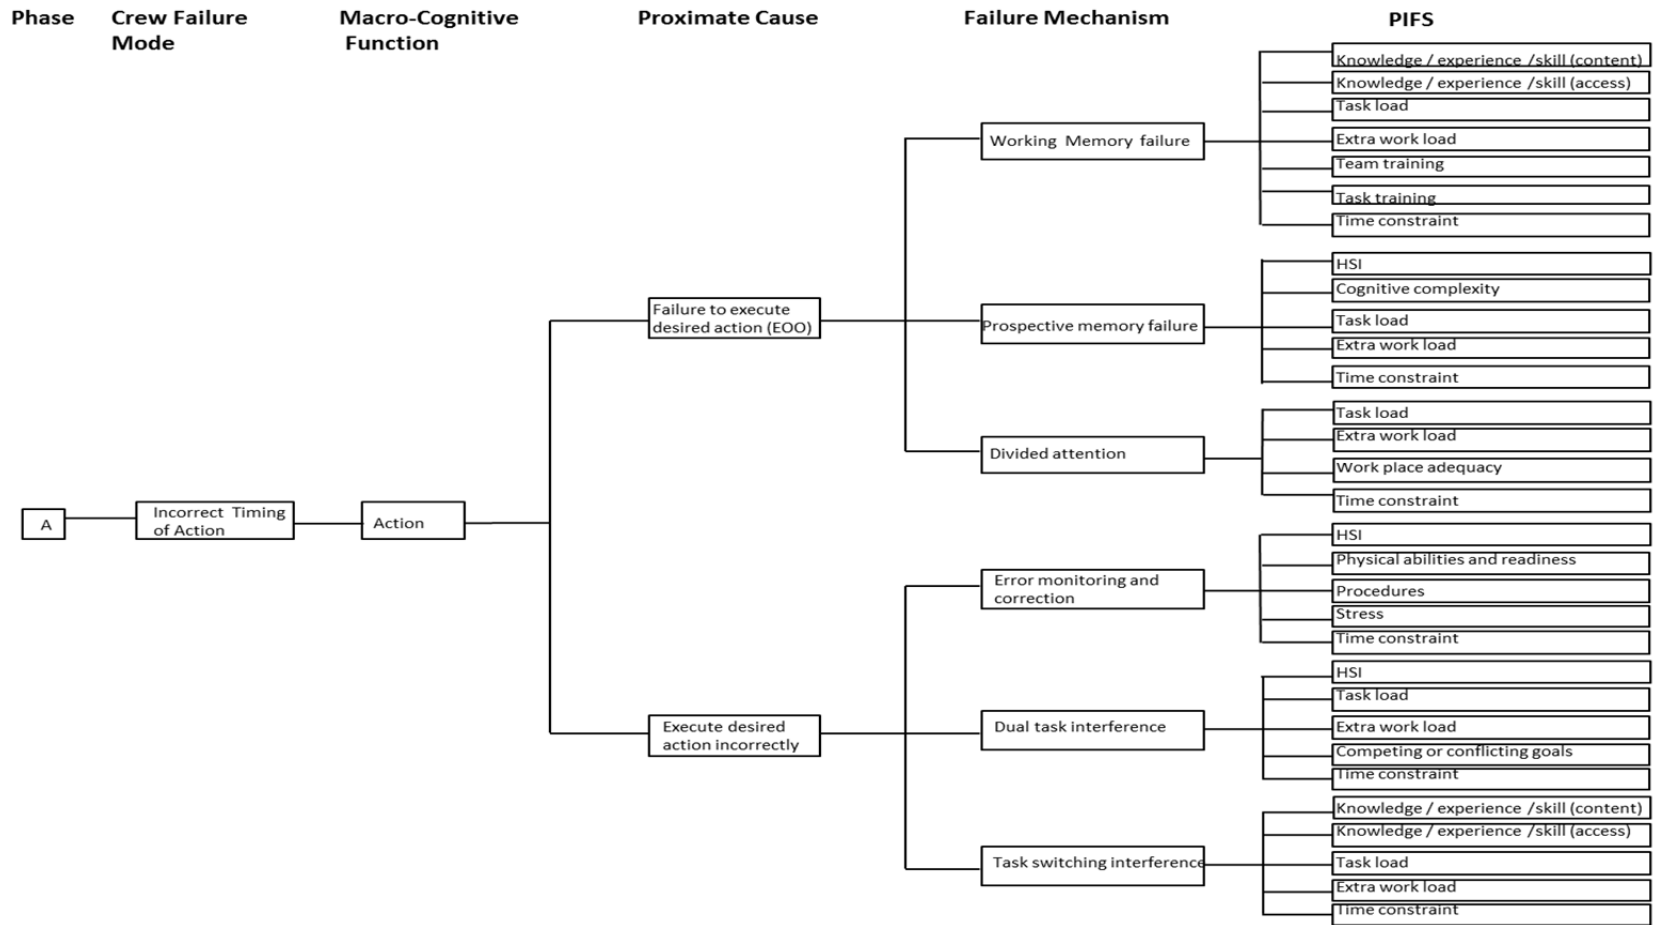 Phase
Crew Failure
Mode
Macro-Cognitive
Function
Proximate Cause
Failure Mechanism
PIFS
A
Incorrect Timing
of Action
Action
Failure to execute
desired action (EOO)
Execute desired
action incorrectly
Working Memory failure
Prospective memory failure
Divided attention
Error monitoring and
correction
Dual task interference
Task switching interference
Knowledge / experience /skill (content)
Knowledge / experience /skill (access)
Task load
Extra work load
Team training
Task training
Time constraint
HSI
Cognitive complexity
Task load
Extra work load
Time constraint
Task load
Extra work load
Work place adequacy
Time constraint
HSI
Physical abilities and readiness
Procedures
Stress
Time constraint
HSI
Task load
Extra work load
Competing or conflicting goals
Time constraint
Knowledge / experience /skill (content)
Knowledge / experience /skill (access)
Task load
Extra work load
Time constraint